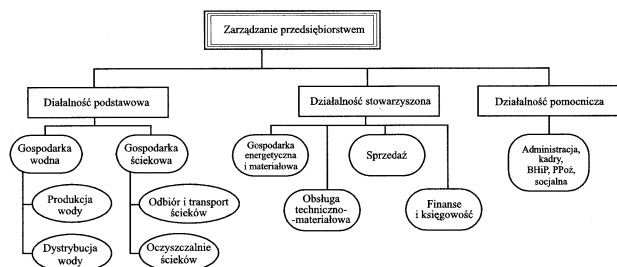 Zarządzanie przedsiębiorstwem
Diałalność podstawowa
Działalność stowarzyszona
Działalność pomocnicza
Gospodarka
wodna
Gospodarka
ściekowa
Gospodarka
energetyczna
i materiałowa
Sprzedaż
Administracja,
kadry,
BHiP, PPoż,
socjalna
Produkcja
wody
Odbiór i transport
ścieków
Obsługa
techniczno-
materiałowa
Finanse
i księgowość
Dystrybucja
wody
Oczyszczalnie
ścieków